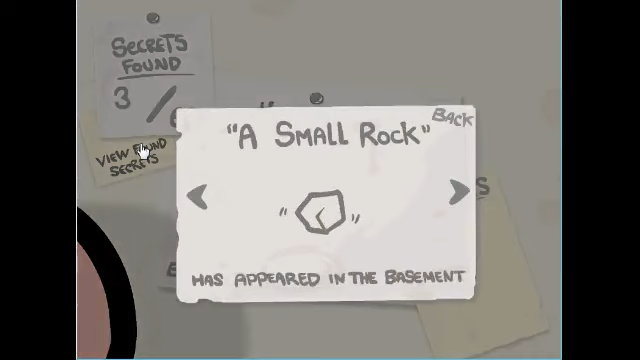 SECRETS
FOUND
3 /
VIEW FOUND
SECRETS
BACK
"A SMALL ROCK"
" "
HAS APPEARED IN THE BASEMENT
S